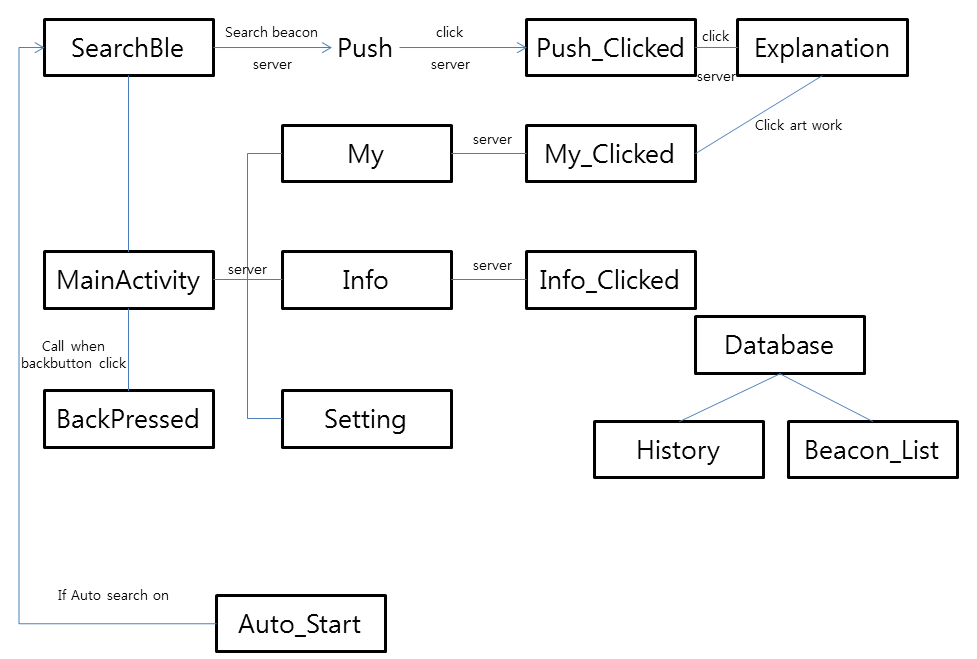 SearchBle
Search beacon
server
Push
click
server
Push_Clicked
click
server
Explanation
Click art work
My
server
My_Clicked
MainActivity
server
Info
server
Info_Clicked
Database
Call when
backbutton click
BackPressed
Setting
History
Beacon_List
If Auto search on
Auto_Start